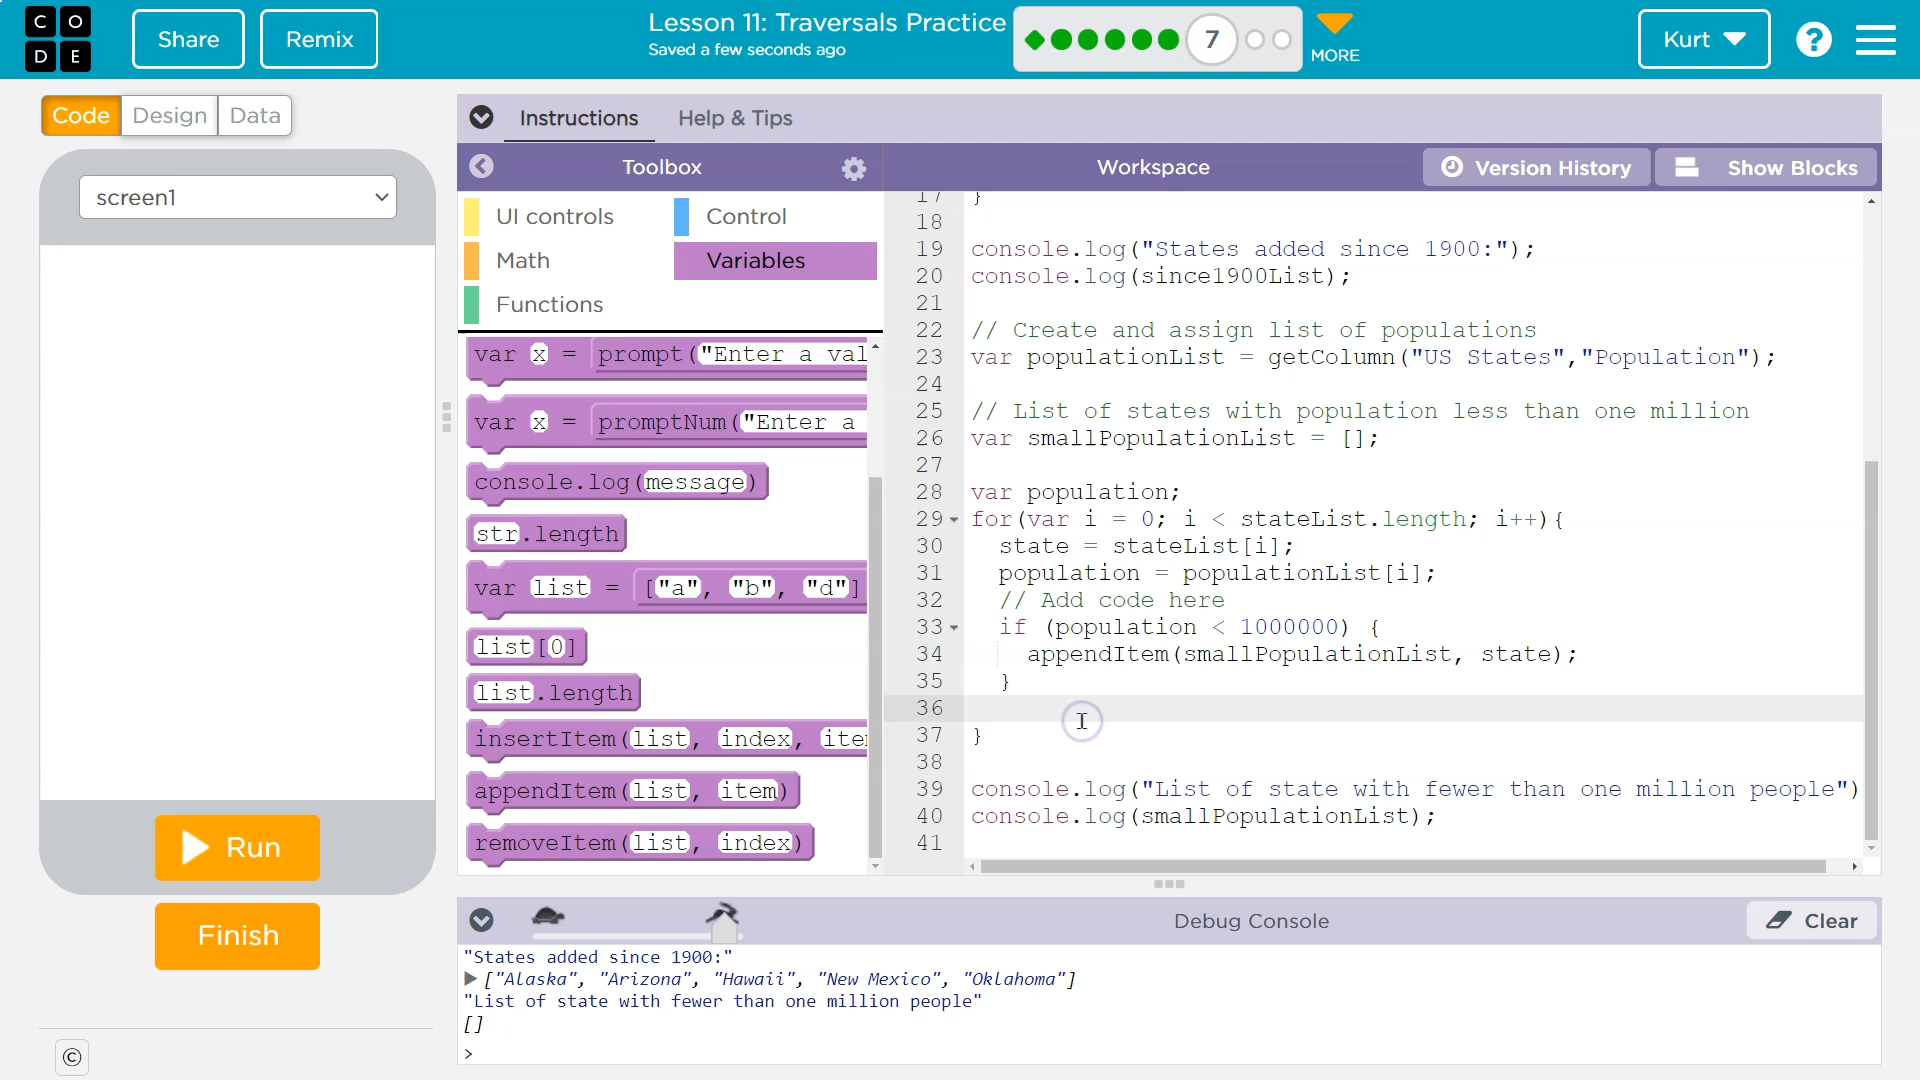 C O
D E
Share
Remix
Lesson 11: Traversals Practice
Saved a few seconds ago
7
MORE
Kurt
?
Code
Design
Data
Instructions
Help & Tips
Toolbox
Workspace
Version History
Show Blocks
screen1
UI controls
Control
Math
Variables
Functions
var x = prompt("Enter a val
var x = promptNum("Enter a
console.log(message)
str.length
var list = ["a", "b", "d"]
list[0]
list.length
insertItem(list, index, ite
appendItem(list, item)
removeItem(list, index)
17 }
18
19 console.log("States added since 1900:");
20 console.log(since1900List);
21
22 // Create and assign list of populations
23 var populationList = getColumn("US States","Population");
24
25 // List of states with population less than one million
26 var smallPopulationList = [];
27
28 var population;
29 for(var i = 0; i < stateList.length; i++){
30 state = stateList[i];
31 population = populationList[i];
32 // Add code here
33 if (population < 1000000) {
34 appendItem(smallPopulationList, state);
35 }
36
37 }
38
39 console.log("List of state with fewer than one million people")
40 console.log(smallPopulationList);
41
Run
Finish
Debug Console
Clear
"States added since 1900:"
["Alaska", "Arizona", "Hawaii", "New Mexico", "Oklahoma"]
"List of state with fewer than one million people"
[]
>
©